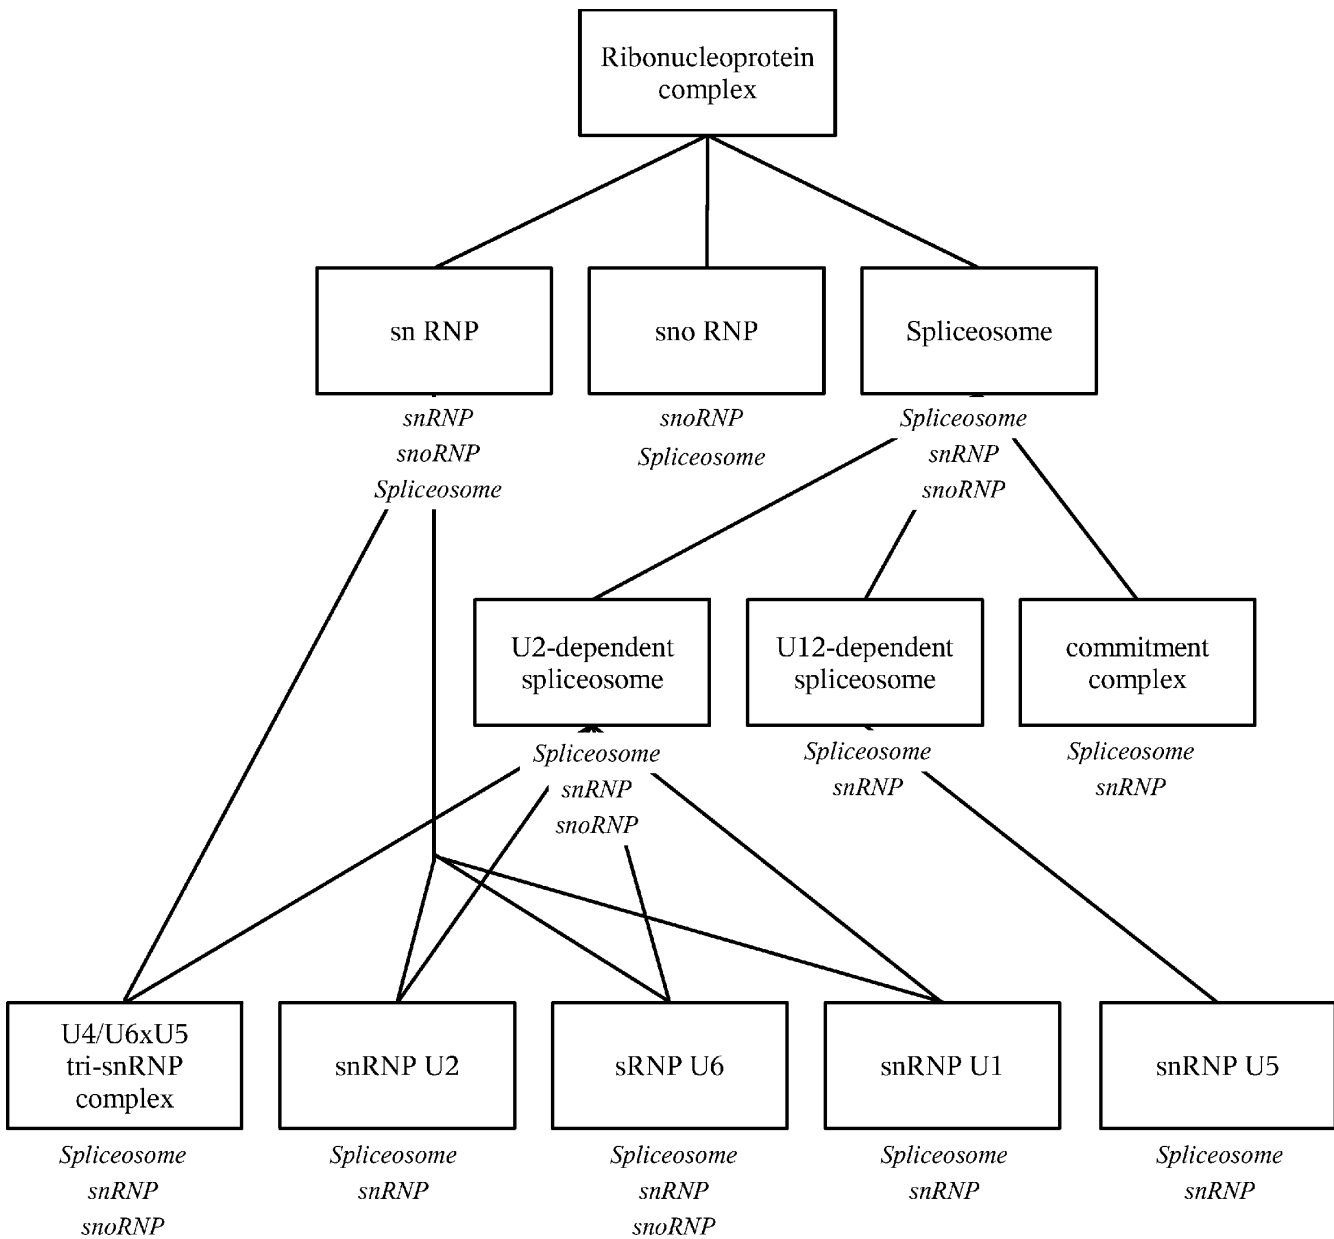 Ribonucleoprotein
complex
sn RNP
sno RNP
Spliceosome
snRNP
snoRNP
Spliceosome
snoRNP
Spliceosome
Spliceosome
snRNP
snoRNP
U2-dependent
spliceosome
U12-dependent
spliceosome
commitment
complex
Spliceosome
snRNP
snoRNP
Spliceosome
snRNP
Spliceosome
snRNP
U4/U6xU5
tri-snRNP
complex
snRNP U2
sRNP U6
snRNP U1
snRNP U5
Spliceosome
snRNP
snoRNP
Spliceosome
snRNP
Spliceosome
snRNP
snoRNP
Spliceosome
snRNP
Spliceosome
snRNP